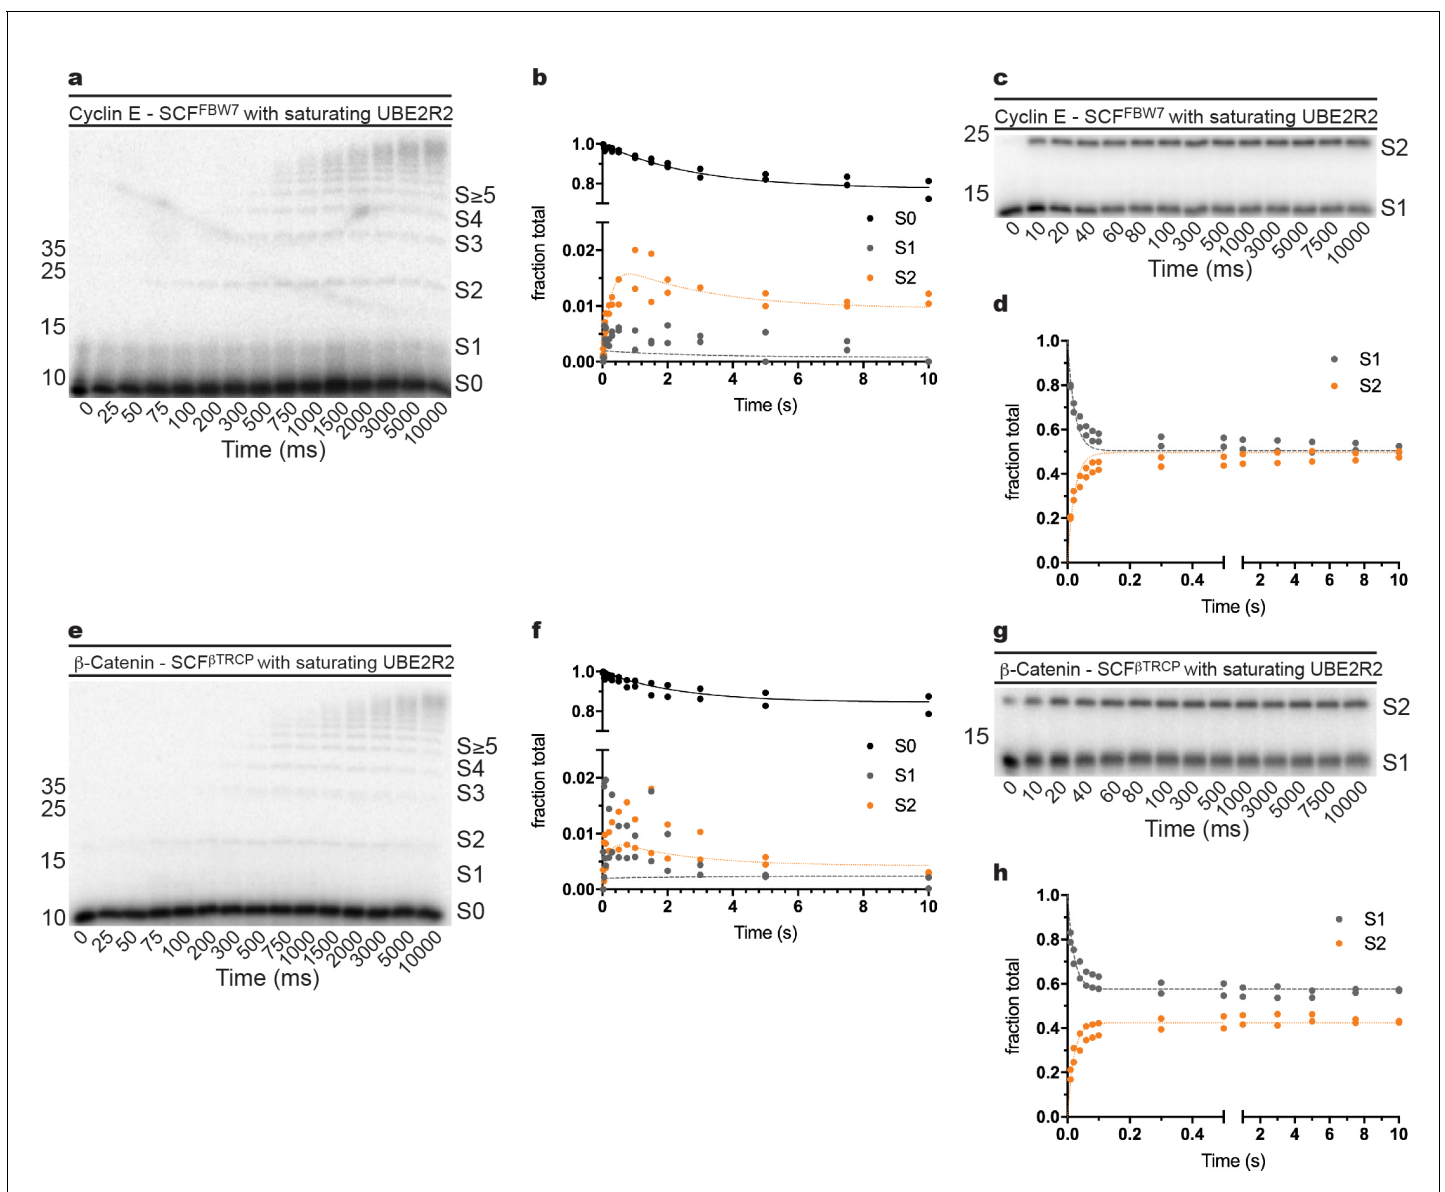 a
Cyclin E - SCFFBW7 with saturating UBE2R2
35
25
15
10
S≥5
S4
S3
S2
S1
S0
0 25 50 75 100 200 300 500 750 1000 1500 2000 3000 5000 10000
Time (ms)
b
fraction total
1.0
0.8
0.02
0.01
0.00
S0
S1
S2
0 2 4 6 8 10
Time (s)
c
Cyclin E - SCFFBW7 with saturating UBE2R2
25
15
S2
S1
0 10 20 40 60 80 100 300 500 1000 3000 5000 7500 10000
Time (ms)
d
fraction total
1.0
0.8
0.6
0.4
0.2
0.0
S1
S2
0.0 0.2 0.4 2 4 6 8 10
Time (s)
e
β-Catenin - SCFβTRCP with saturating UBE2R2
35
25
15
10
S≥5
S4
S3
S2
S1
S0
0 25 50 75 100 200 300 500 750 1000 1500 2000 3000 5000 10000
Time (ms)
f
fraction total
1.0
0.8
0.02
0.01
0.00
S0
S1
S2
0 2 4 6 8 10
Time (s)
g
β-Catenin - SCFβTRCP with saturating UBE2R2
15
S2
S1
0 10 20 40 60 80 100 300 500 1000 3000 5000 7500 10000
Time (ms)
h
fraction total
1.0
0.8
0.6
0.4
0.2
0.0
S1
S2
0.0 0.2 0.4 2 4 6 8 10
Time (s)